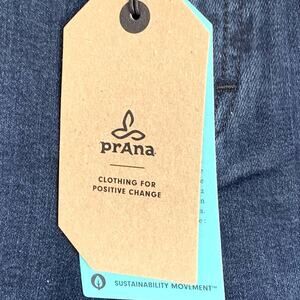 prAna
CLOTHING FOR
POSITIVE CHANGE
SUSTAINABILITY MOVEMENT™